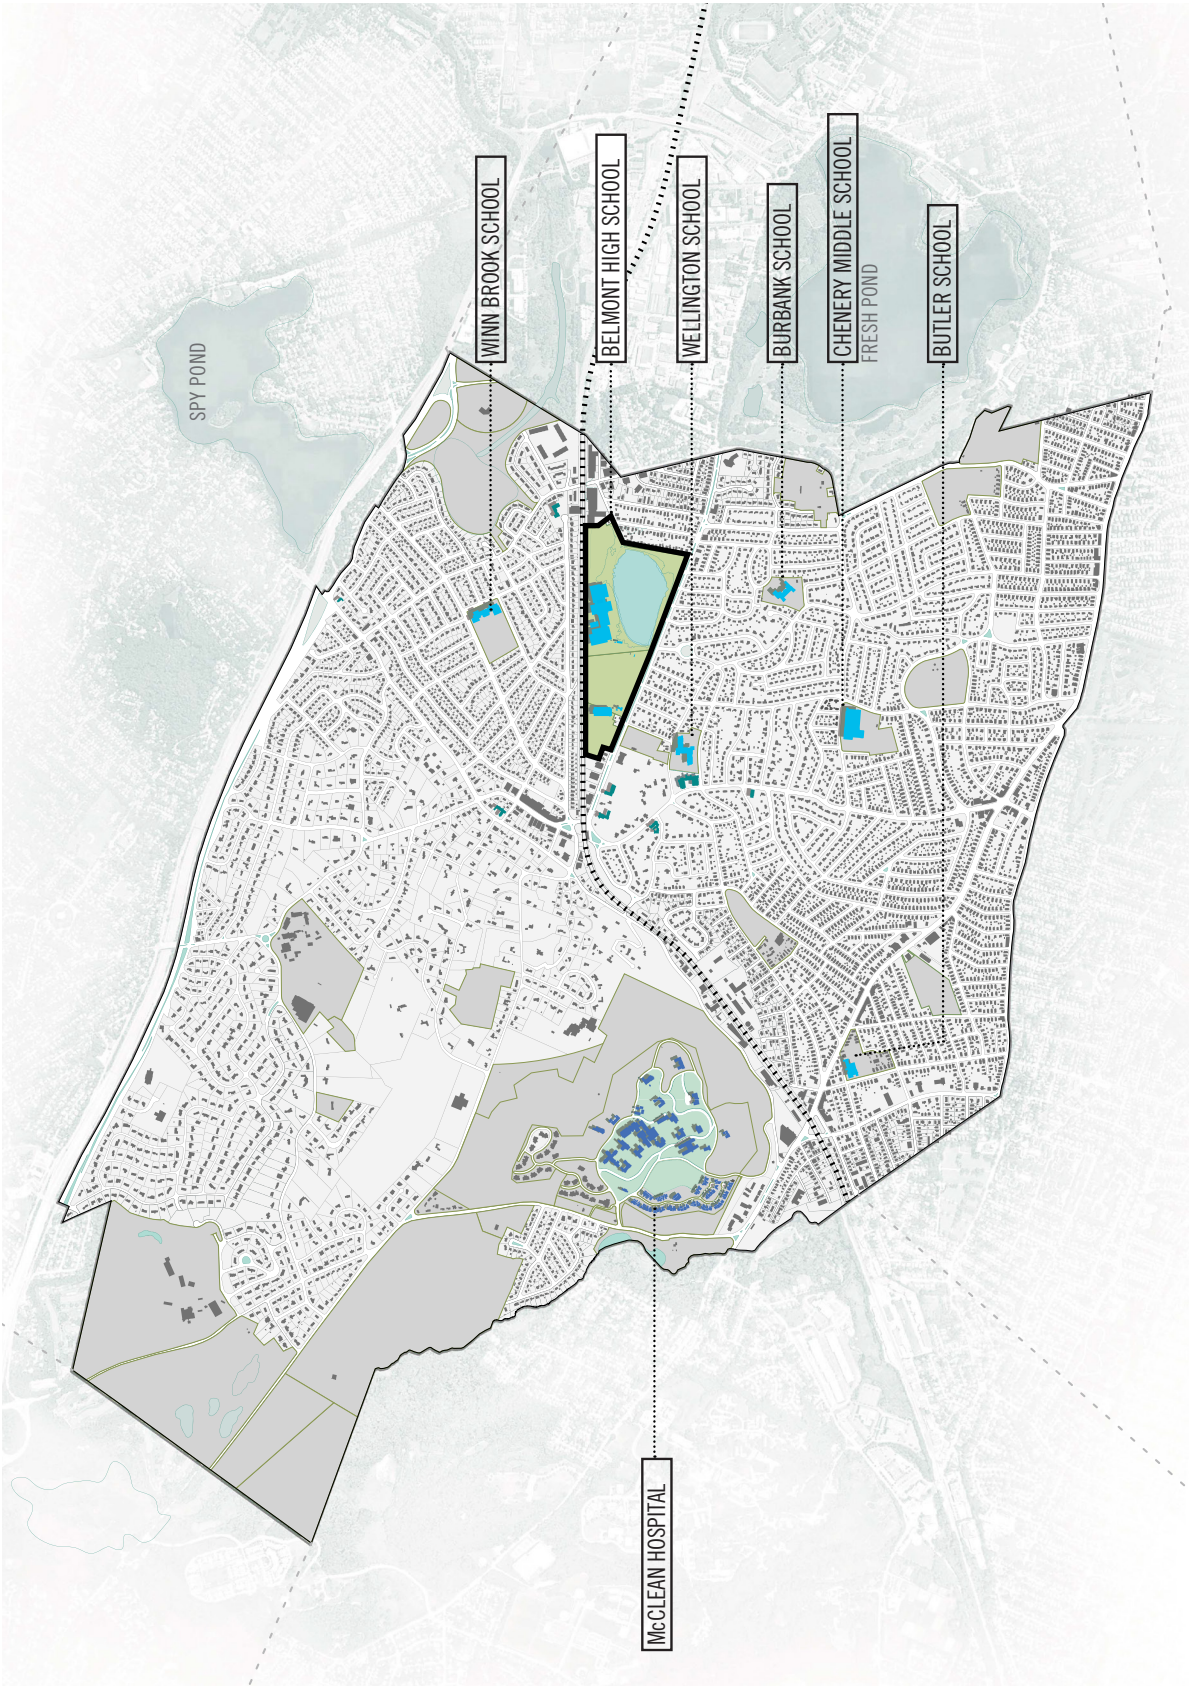 SPY POND
WINN BROOK SCHOOL
BELMONT HIGH SCHOOL
WELLINGTON SCHOOL
BURBANK SCHOOL
CHENERY MIDDLE SCHOOL
FRESH POND
BUTLER SCHOOL
McCLEAN HOSPITAL